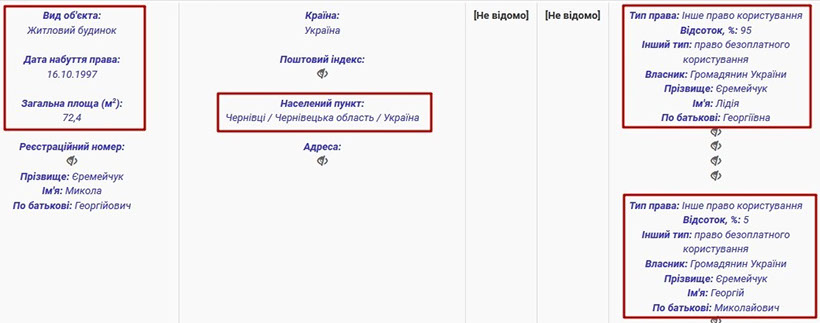 Вид об'єкта:
Житловий будинок
Дата набуття права:
16.10.1997
Загальна площа (м²):
72,4
Реєстраційний номер:
Прізвище: Єремейчук
Ім'я: Микола
По батькові: Георгійович
Країна:
Україна
Поштовий індекс:
Населений пункт:
Чернівці / Чернівецька область / Україна
Адреса:
[Не відомо]
[Не відомо]
Тип права: Інше право користування
Відсоток, %: 95
Інший тип: право безоплатного
користування
Власник: Громадянин України
Прізвище: Єремейчук
Ім'я: Лідія
По батькові: Георгіївна
Тип права: Інше право користування
Відсоток, %: 5
Інший тип: право безоплатного
користування
Власник: Громадянин України
Прізвище: Єремейчук
Ім'я: Георгій
По батькові: Миколайович